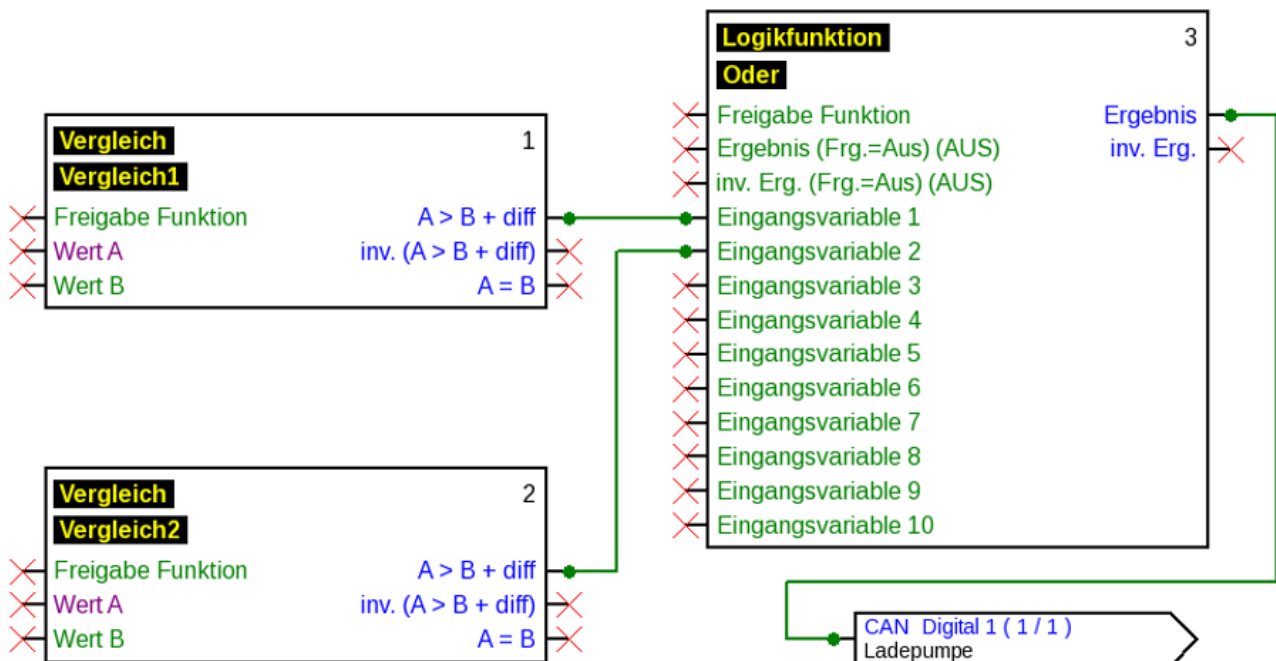 Vergleich 1
Vergleich1
Freigabe Funktion A > B + diff
Wert A inv. (A > B + diff)
Wert B A = B
Vergleich 2
Vergleich2
Freigabe Funktion A > B + diff
Wert A inv. (A > B + diff)
Wert B A = B
Logikfunktion 3
Oder
Freigabe Funktion Ergebnis
Ergebnis (Frg.=Aus) (AUS) inv. Erg.
inv. Erg. (Frg.=Aus) (AUS)
Eingangsvariable 1
Eingangsvariable 2
Eingangsvariable 3
Eingangsvariable 4
Eingangsvariable 5
Eingangsvariable 6
Eingangsvariable 7
Eingangsvariable 8
Eingangsvariable 9
Eingangsvariable 10
CAN Digital 1 ( 1 / 1 )
Ladepumpe